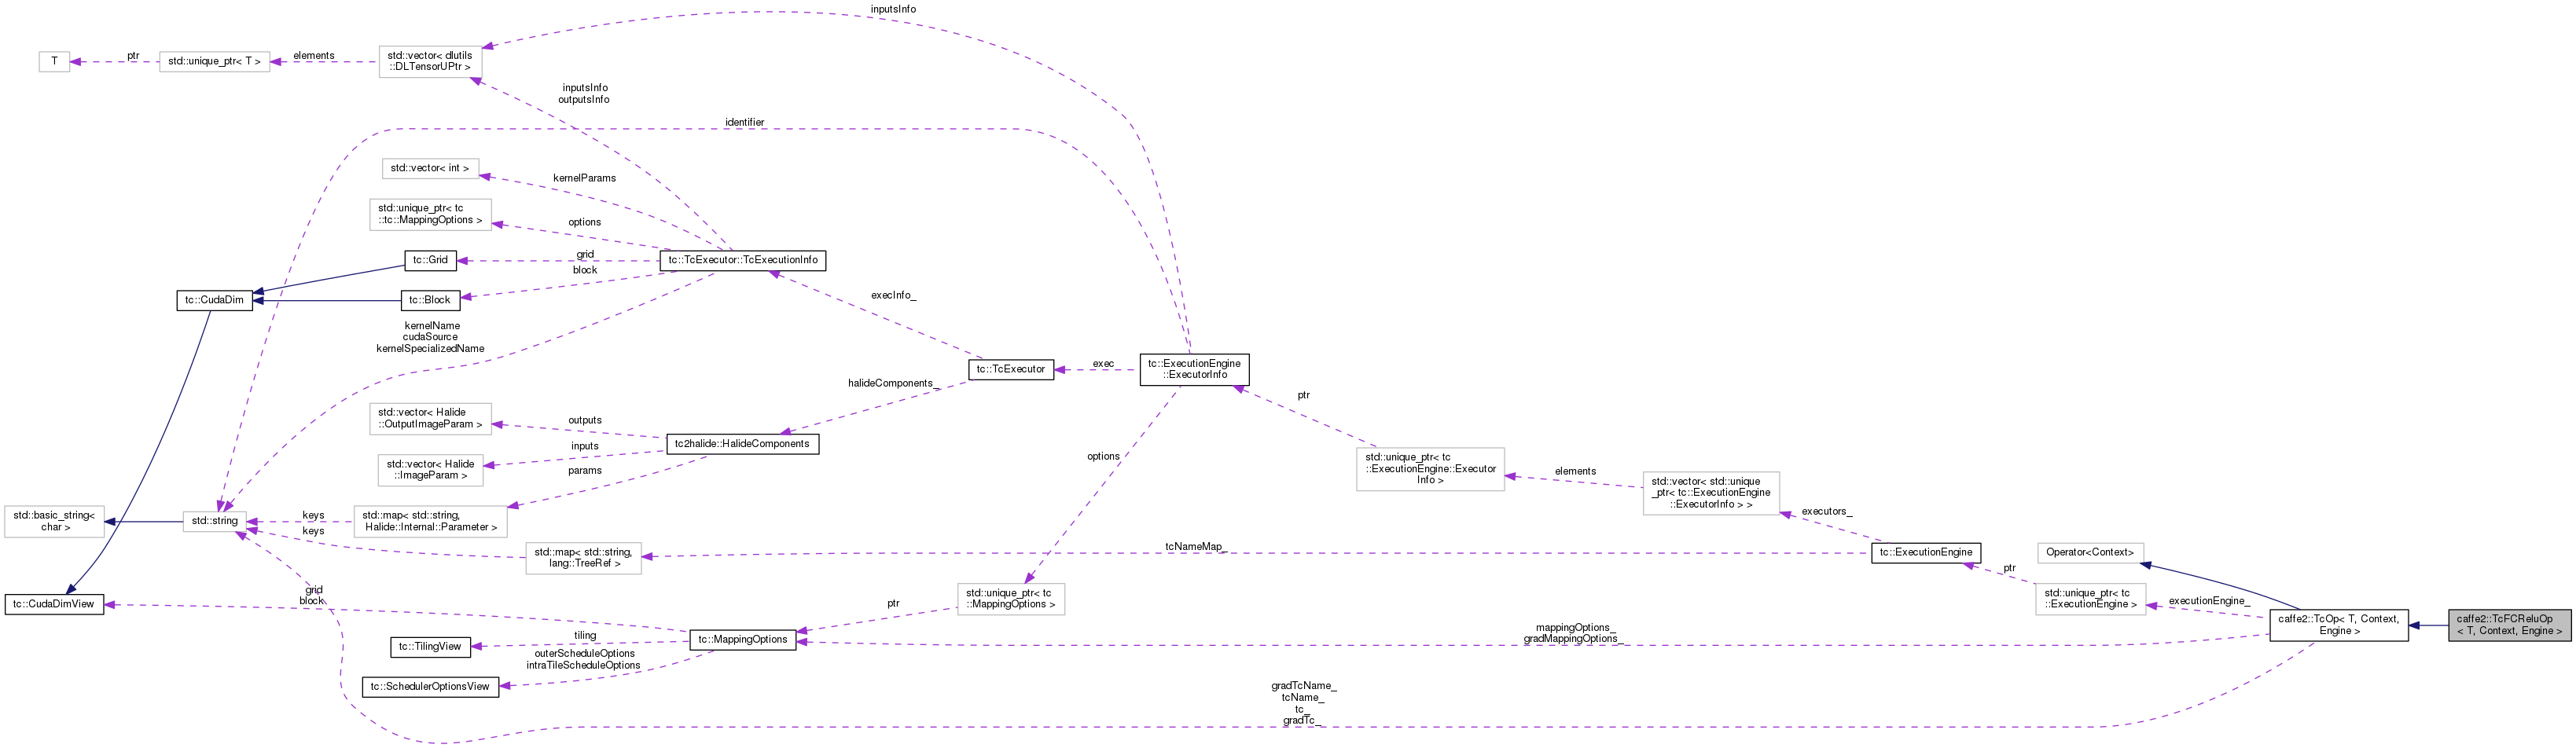 inputsInfo
T
ptr
std::unique_ptr< T >
elements
std::vector< dlutils
::DLTensorUPtr >
inputsInfo
outputsInfo
identifier
std::vector< int >
kernelParams
std::unique_ptr< tc
::tc::MappingOptions >
options
tc::Grid
grid
tc::TcExecutor::TcExecutionInfo
block
tc::CudaDim
tc::Block
execInfo_
kernelName
cudaSource
kernelSpecializedName
tc::TcExecutor
exec
tc::ExecutionEngine
::ExecutorInfo
halideComponents_
ptr
std::vector< Halide
::OutputImageParam >
outputs
tc2halide::HalideComponents
inputs
std::vector< Halide
::ImageParam >
params
options
std::unique_ptr< tc
::ExecutionEngine::Executor
Info >
elements
std::vector< std::unique
_ptr< tc::ExecutionEngine
::ExecutorInfo > >
executors_
std::basic_string<
char >
std::string
keys
keys
std::map< std::string,
Halide::Internal::Parameter >
std::map< std::string,
lang::TreeRef >
tcNameMap_
tc::ExecutionEngine
Operator<Context>
ptr
std::unique_ptr< tc
::ExecutionEngine >
executionEngine_
tc::CudaDimView
grid
block
std::unique_ptr< tc
::MappingOptions >
ptr
caffe2::TcOp< T, Context,
Engine >
caffe2::TcFCReluOp
< T, Context, Engine >
tc::TilingView
tiling
tc::MappingOptions
mappingOptions_
gradMappingOptions_
outerScheduleOptions
intraTileScheduleOptions
tc::SchedulerOptionsView
gradTcName_
tcName_
tc_
gradTc_